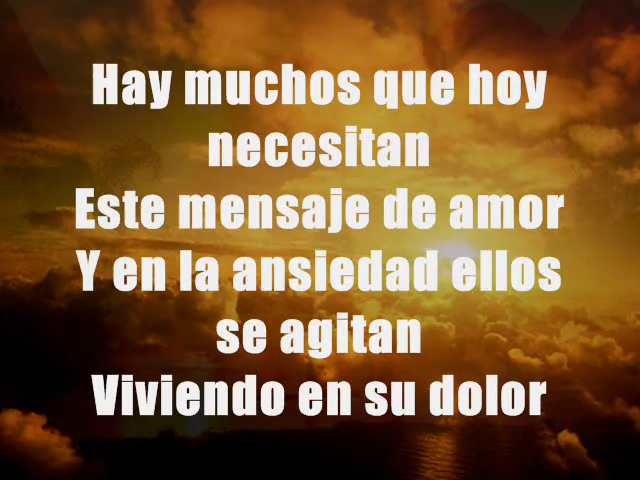 Hay muchos que hoy
necesitan
Este mensaje de amor
Y en la ansiedad ellos
se agitan
Viviendo en su dolor